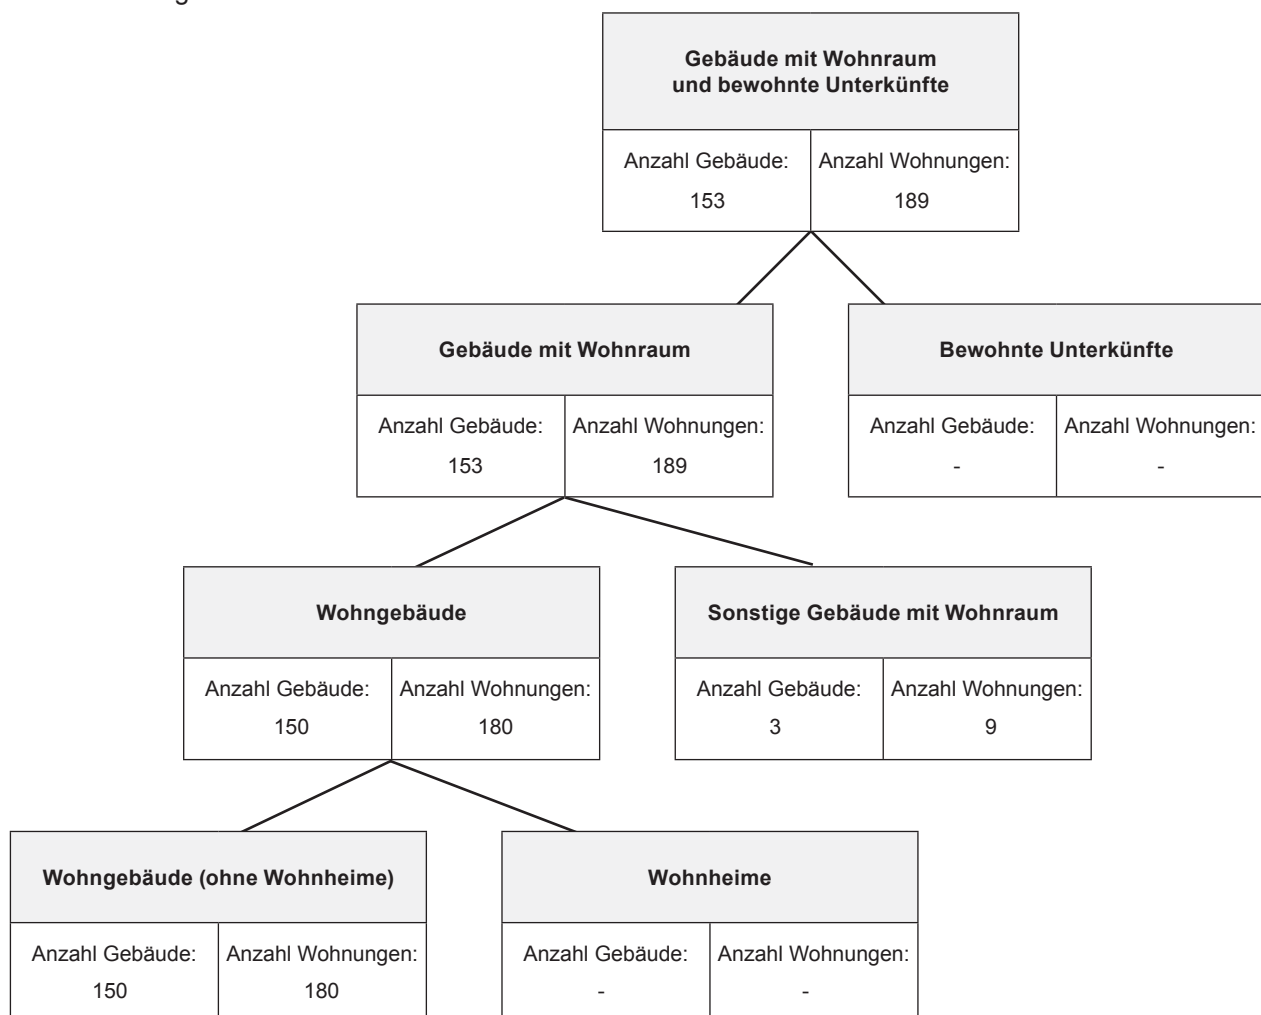 Gebäude mit Wohnraum
und bewohnte Unterkünfte
Anzahl Gebäude: Anzahl Wohnungen:
153 189
Gebäude mit Wohnraum Bewohnte Unterkünfte
Anzahl Gebäude: Anzahl Wohnungen: Anzahl Gebäude: Anzahl Wohnungen:
153 189 - -
Wohngebäude Sonstige Gebäude mit Wohnraum
Anzahl Gebäude: Anzahl Wohnungen: Anzahl Gebäude: Anzahl Wohnungen:
150 180 3 9
Wohngebäude (ohne Wohnheime) Wohnheime
Anzahl Gebäude: Anzahl Wohnungen: Anzahl Gebäude: Anzahl Wohnungen:
150 180 - -